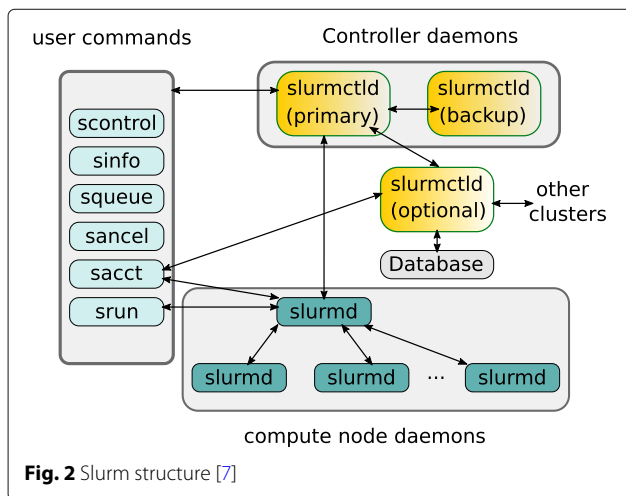 user commands
Controller daemons
slurmctld
(primary)
slurmctld
(backup)
scontrol
sinfo
squeue
sancel
sacct
srun
slurmctld
(optional)
other
clusters
Database
slurmd
slurmd
slurmd
...
slurmd
compute node daemons
Fig. 2 Slurm structure [7]